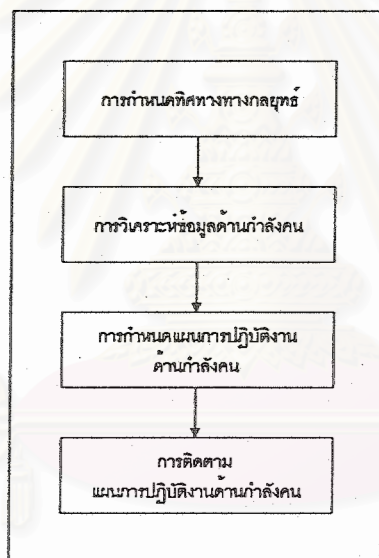 การกำหนดทิศทางทางกลยุทธ์
การวิเคราะห์ข้อมูลด้านกำลังคน
การกำหนดแผนการปฏิบัติงาน
ด้านกำลังคน
การติดตาม
แผนการปฏิบัติงานด้านกำลังคน